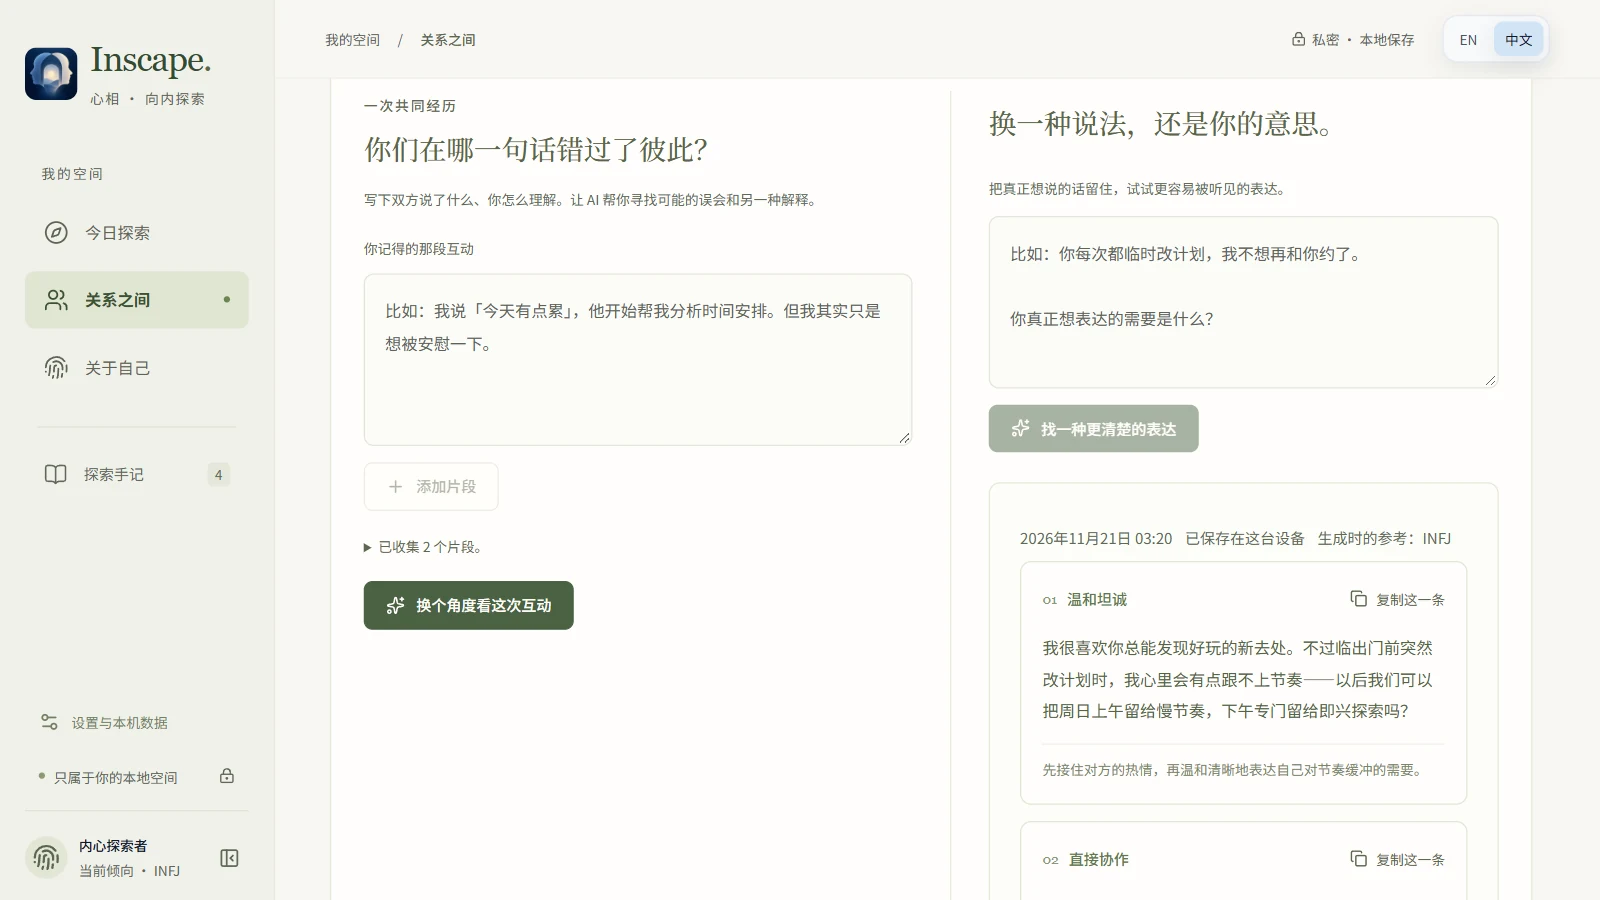 Inscape.
心相 · 向内探索
我的空间
今日探索
关系之间
关于自己
探索手记 4
设置与本机数据
只属于你的本地空间
内心探索者
当前倾向 · INFJ
我的空间 / 关系之间
私密 · 本地保存
EN 中文
一次共同经历
你们在哪一句话错过了彼此？
写下双方说了什么、你怎么理解。让 AI 帮你寻找可能的误会和另一种解释。
你记得的那段互动
比如：我说「今天有点累」，他开始帮我分析时间安排。但我其实只是
想被安慰一下。
添加片段
已收集 2 个片段。
换个角度看这次互动
换一种说法，还是你的意思。
把真正想说的话留住，试试更容易被听见的表达。
比如：你每次都临时改计划，我不想再和你约了。
你真正想表达的需要是什么？
找一种更清楚的表达
2026年11月21日 03:20 已保存在这台设备 生成时的参考：INFJ
01 温和坦诚 复制这一条
我很喜欢你总能发现好玩的新去处。不过临出门前突然
改计划时，我心里会有点跟不上节奏——以后我们可以
把周日上午留给慢节奏，下午专门留给即兴探索吗？
先接住对方的热情，再温和清晰地表达自己对节奏缓冲的需要。
02 直接协作 复制这一条